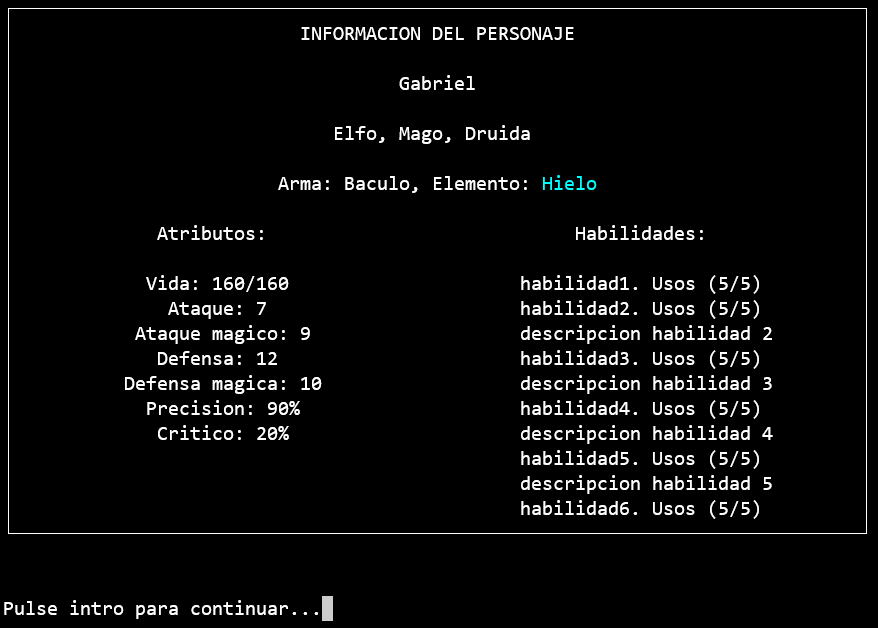 INFORMACION DEL PERSONAJE
Gabriel
Elfo, Mago, Druida
Arma: Baculo, Elemento: Hielo
Atributos:
Vida: 160/160
Ataque: 7
Ataque magico: 9
Defensa: 12
Defensa magica: 10
Precision: 90%
Critico: 20%
Habilidades:
habilidad1. Usos (5/5)
habilidad2. Usos (5/5)
descripcion habilidad 2
habilidad3. Usos (5/5)
descripcion habilidad 3
habilidad4. Usos (5/5)
descripcion habilidad 4
habilidad5. Usos (5/5)
descripcion habilidad 5
habilidad6. Usos (5/5)
Pulse intro para continuar...